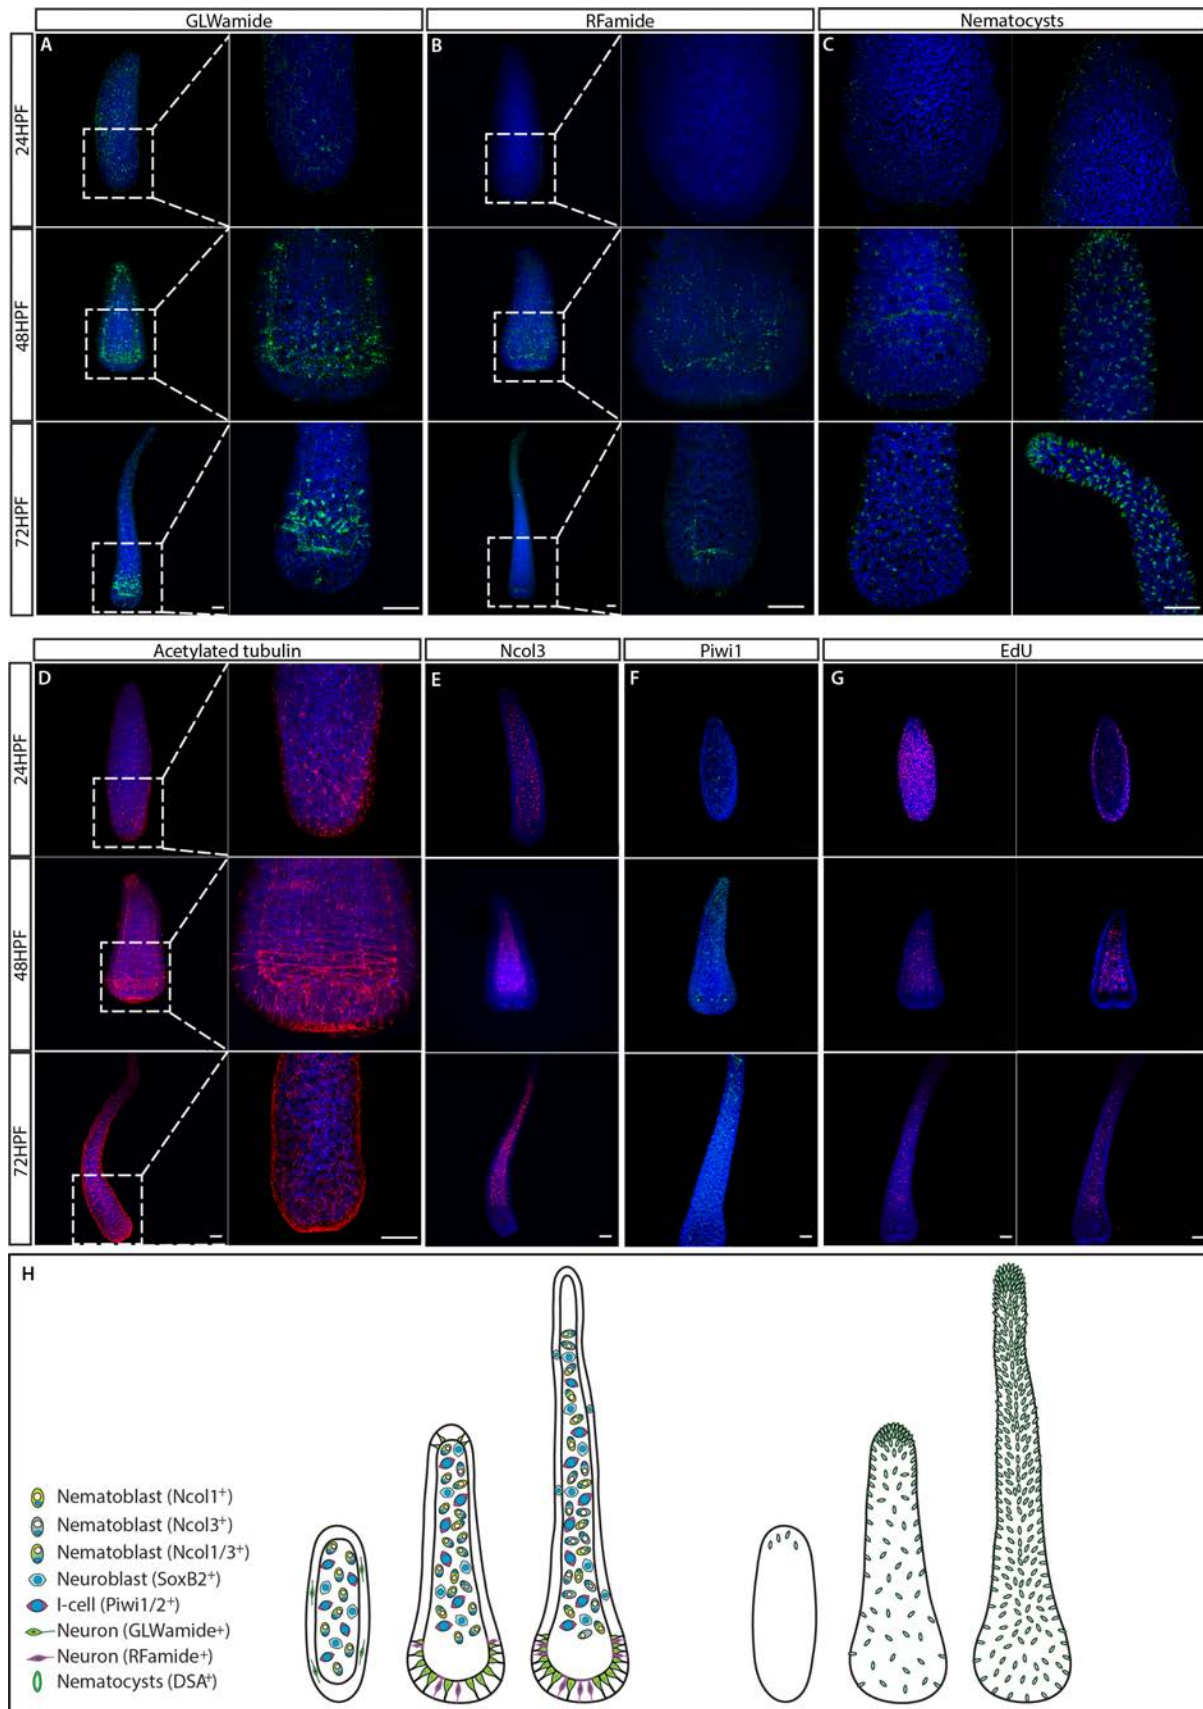 GLWamide RFamide Nematocysts
A B C
24HPF
48HPF
72HPF
Acetylated tubulin Ncol3 Piwi1 EdU
D E F G
24HPF
48HPF
72HPF
H
Nematoblast (Ncol1⁺)
Nematoblast (Ncol3⁺)
Nematoblast (Ncol1/3⁺)
Neuroblast (SoxB2⁺)
I-cell (Piwi1/2⁺)
Neuron (GLWamide⁺)
Neuron (RFamide⁺)
Nematocysts (DSA⁺)